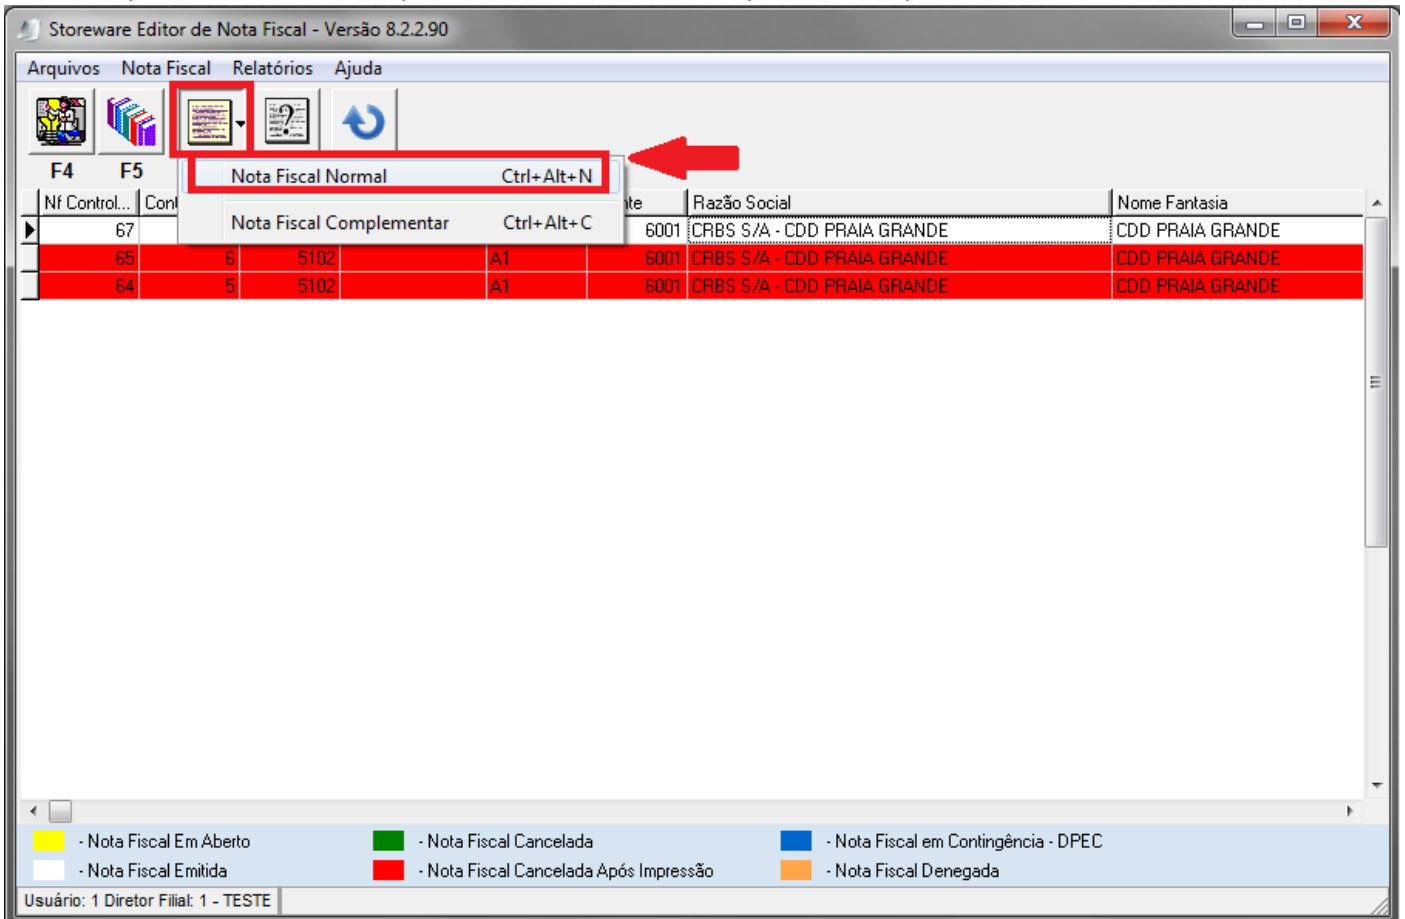 Storeware Editor de Nota Fiscal - Versão 8.2.2.90
Arquivos Nota Fiscal Relatórios Ajuda
F4 F5
Nota Fiscal Normal Ctrl+Alt+N
Nota Fiscal Complementar Ctrl+Alt+C
Nf Control... Razão Social Nome Fantasia
67 6001 CRBS S/A - CDD PRAIA GRANDE CDD PRAIA GRANDE
65 6 5102 A1 6001 CRBS S/A - CDD PRAIA GRANDE CDD PRAIA GRANDE
64 5 5102 A1 6001 CRBS S/A - CDD PRAIA GRANDE CDD PRAIA GRANDE
- Nota Fiscal Em Aberto - Nota Fiscal Cancelada - Nota Fiscal em Contingência - DPEC
- Nota Fiscal Emitida - Nota Fiscal Cancelada Após Impressão - Nota Fiscal Denegada
Usuário: 1 Diretor Filial: 1 - TESTE